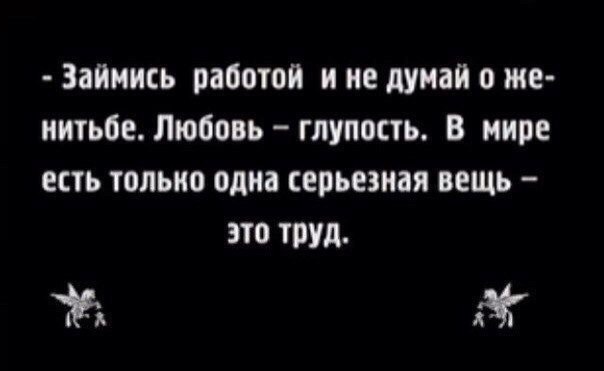 - Займись работой и не думай о же-
нитьбе. Любовь – глупость. В мире
есть только одна серьезная вещь –
это труд.